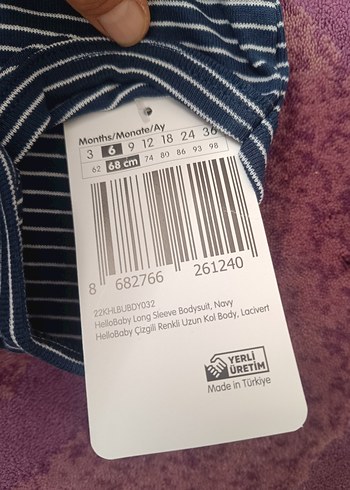 Months/Monate/Ay
3 6 9 12 18 24 36
62 68 cm 74 80 86 93 98
8 682766 261240
22KHLBUBDY032
HelloBaby Long Sleeve Bodysuit, Navy
HelloBaby Çizgili Renkli Uzun Kol Body, Lacivert
YERLİ
ÜRETİM
Made in Türkiye